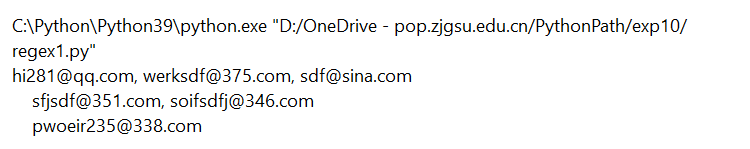 C:\Python\Python39\python.exe "D:/OneDrive - pop.zjgsu.edu.cn/PythonPath/exp10/
regex1.py"
hi281@qq.com, werksdf@375.com, sdf@sina.com
sfjsdf@351.com, soifsdfj@346.com
pwoeir235@338.com